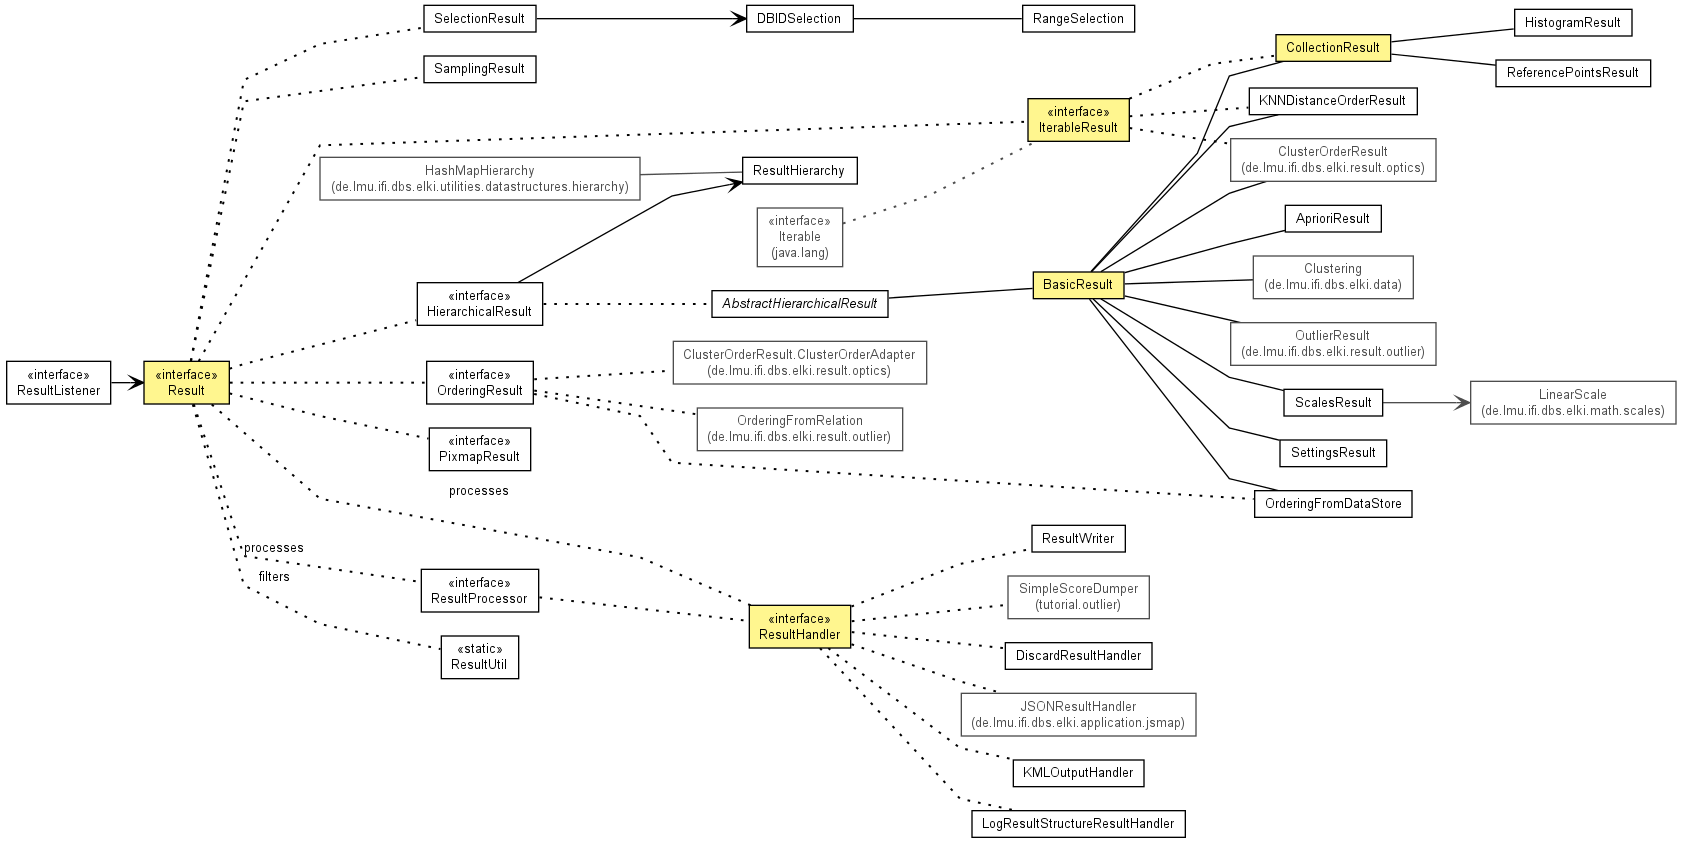 SelectionResult
DBIDSelection
RangeSelection
HistogramResult
CollectionResult
SamplingResult
ReferencePointsResult
KNNDistanceOrderResult
«interface»
IterableResult
ClusterOrderResult
(de.lmu.ifi.dbs.elki.result.optics)
HashMapHierarchy
(de.lmu.ifi.dbs.elki.utilities.datastructures.hierarchy)
ResultHierarchy
«interface»
Iterable
(java.lang)
AprioriResult
BasicResult
Clustering
(de.lmu.ifi.dbs.elki.data)
«interface»
HierarchicalResult
AbstractHierarchicalResult
OutlierResult
(de.lmu.ifi.dbs.elki.result.outlier)
«interface»
ResultListener
«interface»
Result
«interface»
OrderingResult
ClusterOrderResult.ClusterOrderAdapter
(de.lmu.ifi.dbs.elki.result.optics)
ScalesResult
LinearScale
(de.lmu.ifi.dbs.elki.math.scales)
OrderingFromRelation
(de.lmu.ifi.dbs.elki.result.outlier)
«interface»
PixmapResult
SettingsResult
processes
OrderingFromDataStore
ResultWriter
processes
filters
«interface»
ResultProcessor
SimpleScoreDumper
(tutorial.outlier)
«interface»
ResultHandler
«static»
ResultUtil
DiscardResultHandler
JSONResultHandler
(de.lmu.ifi.dbs.elki.application.jsmap)
KMLOutputHandler
LogResultStructureResultHandler